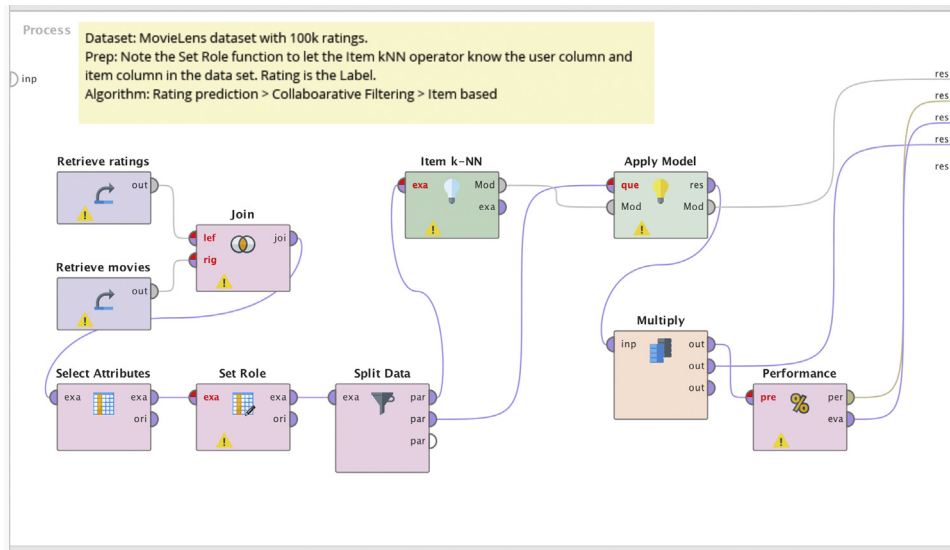 Process
Dataset: MovieLens dataset with 100k ratings.
Prep: Note the Set Role function to let the Item kNN operator know the user column and
item column in the data set. Rating is the Label.
Algorithm: Rating prediction > Collaboarative Filtering > Item based
inp
res
res
res
res
res
Retrieve ratings
out
Join
lef
joi
rig
Retrieve movies
out
Item k-NN
exa
Mod
exa
Apply Model
que
res
Mod
Mod
Multiply
inp
out
out
out
Select Attributes
exa
exa
ori
Set Role
exa
exa
ori
Split Data
exa
par
par
par
Performance
pre
per
eva
%